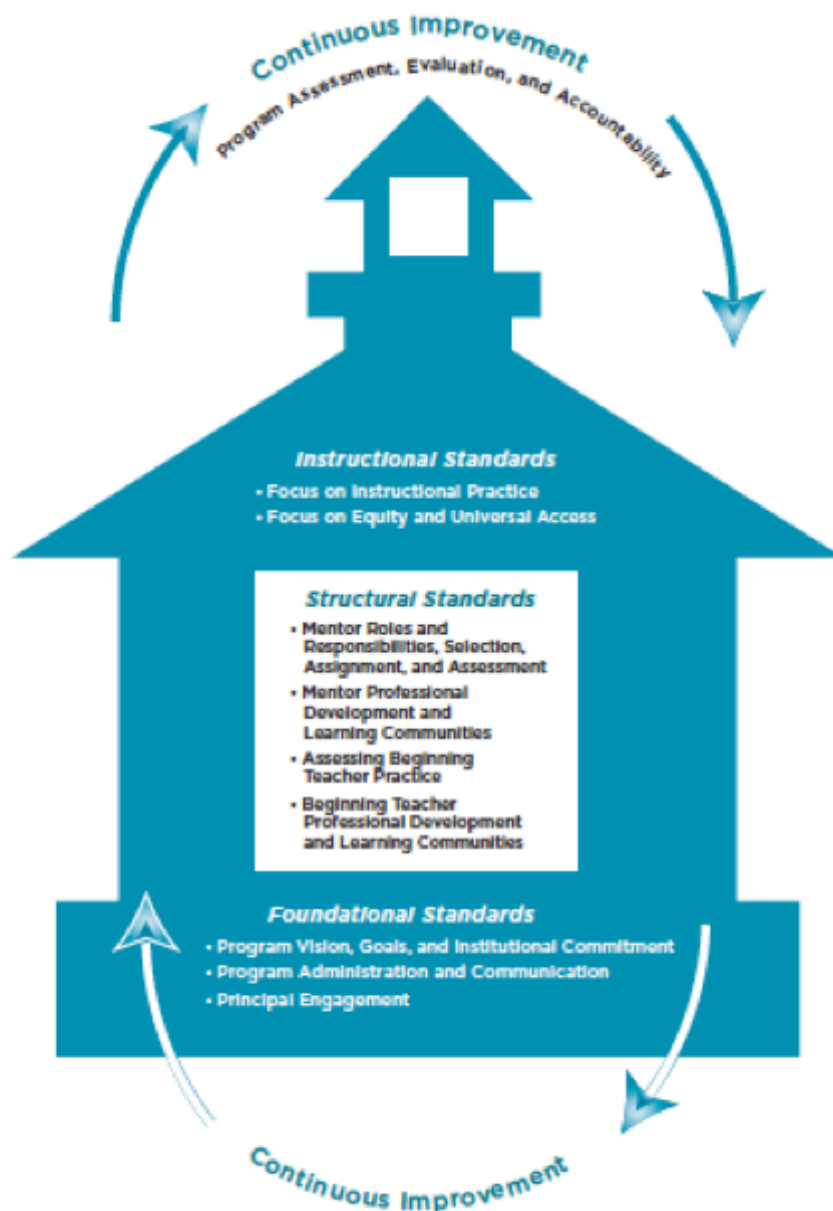 Continuous Improvement
Program Assessment, Evaluation, and Accountability
Instructional Standards
• Focus on Instructional Practice
• Focus on Equity and Universal Access
Structural Standards
• Mentor Roles and
Responsibilities, Selection,
Assignment, and Assessment
• Mentor Professional
Development and
Learning Communities
• Assessing Beginning
Teacher Practice
• Beginning Teacher
Professional Development
and Learning Communities
Foundational Standards
• Program Vision, Goals, and Institutional Commitment
• Program Administration and Communication
• Principal Engagement
Continuous Improvement